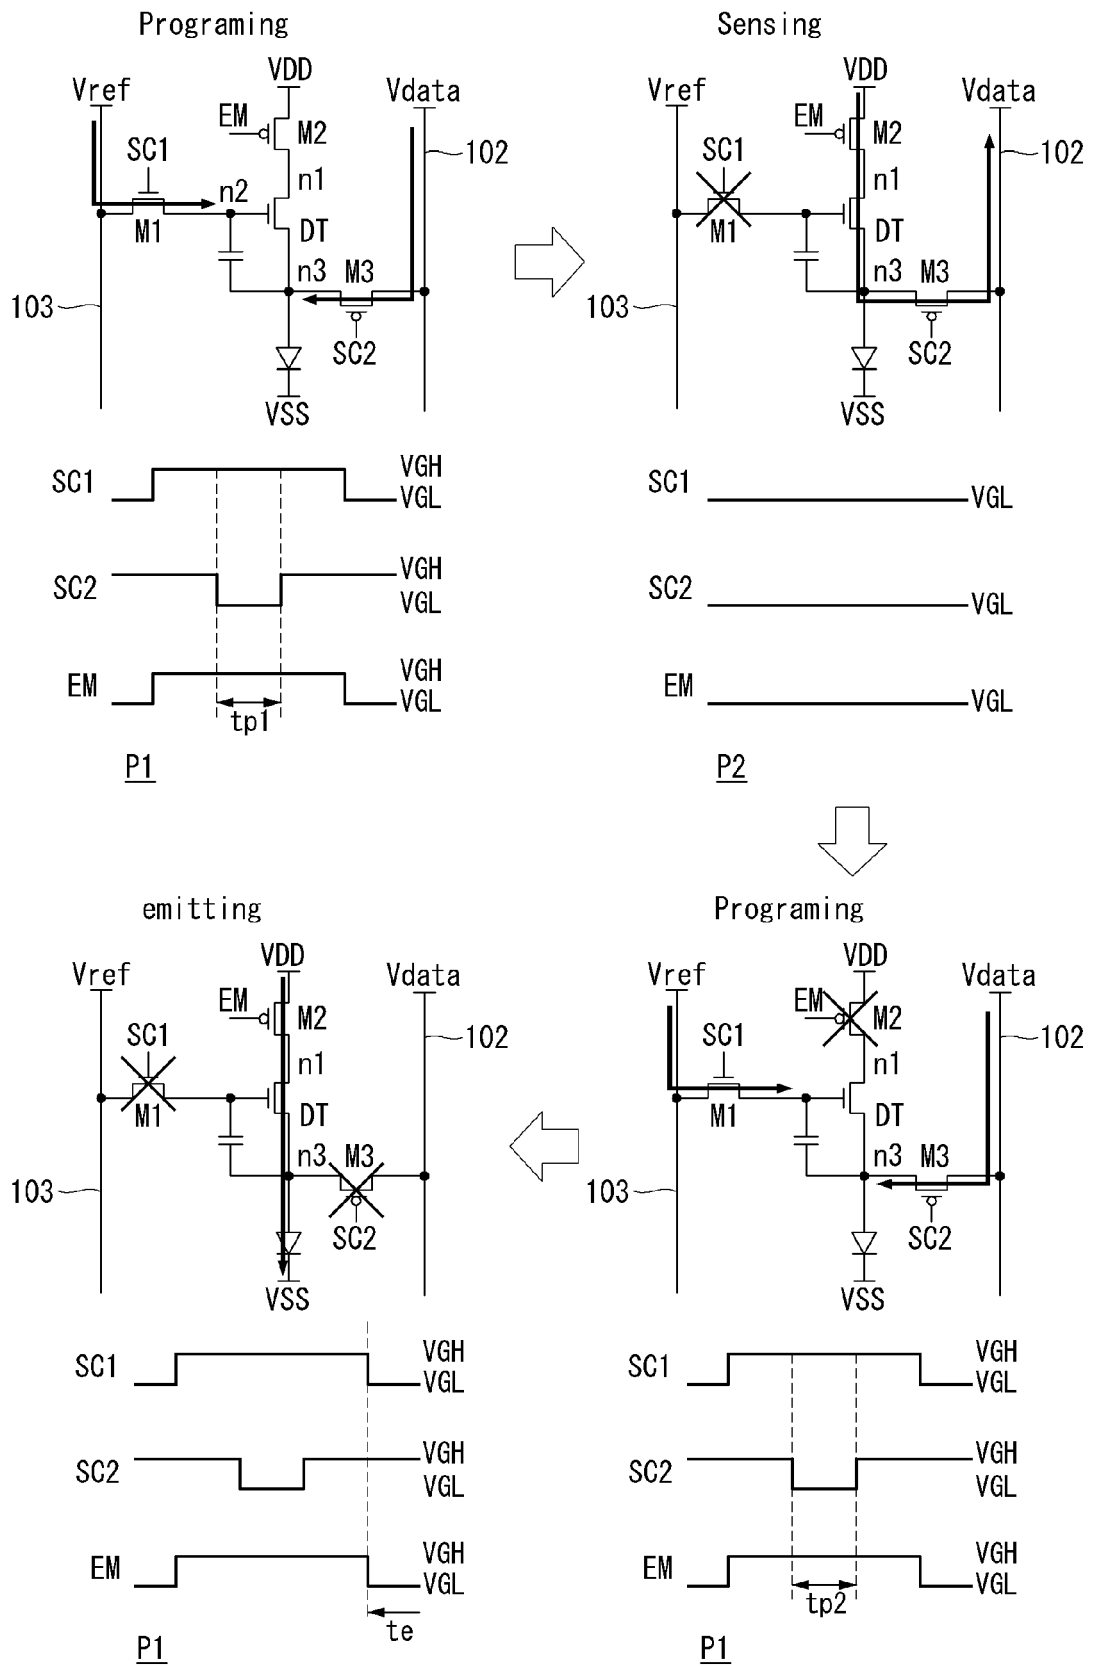 Programing
Vref
VDD
Vdata
EM
M2
SC1
102
n2
n1
M1
DT
n3
M3
103
SC2
VSS
SC1
VGH
VGL
SC2
VGH
VGL
EM
VGH
VGL
tp1
P1
Sensing
Vref
VDD
Vdata
EM
M2
SC1
102
n1
M1
DT
n3
M3
103
SC2
VSS
SC1
VGL
SC2
VGL
EM
VGL
P2
emitting
Vref
VDD
Vdata
EM
M2
SC1
102
n1
M1
DT
n3
M3
103
SC2
VSS
SC1
VGH
VGL
SC2
VGH
VGL
EM
VGH
VGL
te
P1
Programing
Vref
VDD
Vdata
EM
M2
SC1
102
n1
M1
DT
n3
M3
103
SC2
VSS
SC1
VGH
VGL
SC2
VGH
VGL
EM
VGH
VGL
tp2
P1